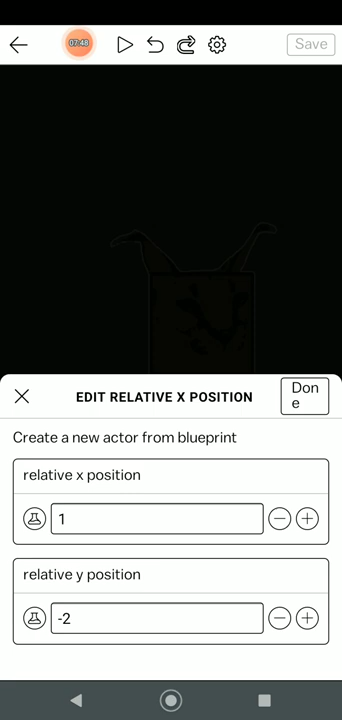 07:48
Save
EDIT RELATIVE X POSITION
Don
e
Create a new actor from blueprint
relative x position
1
relative y position
-2